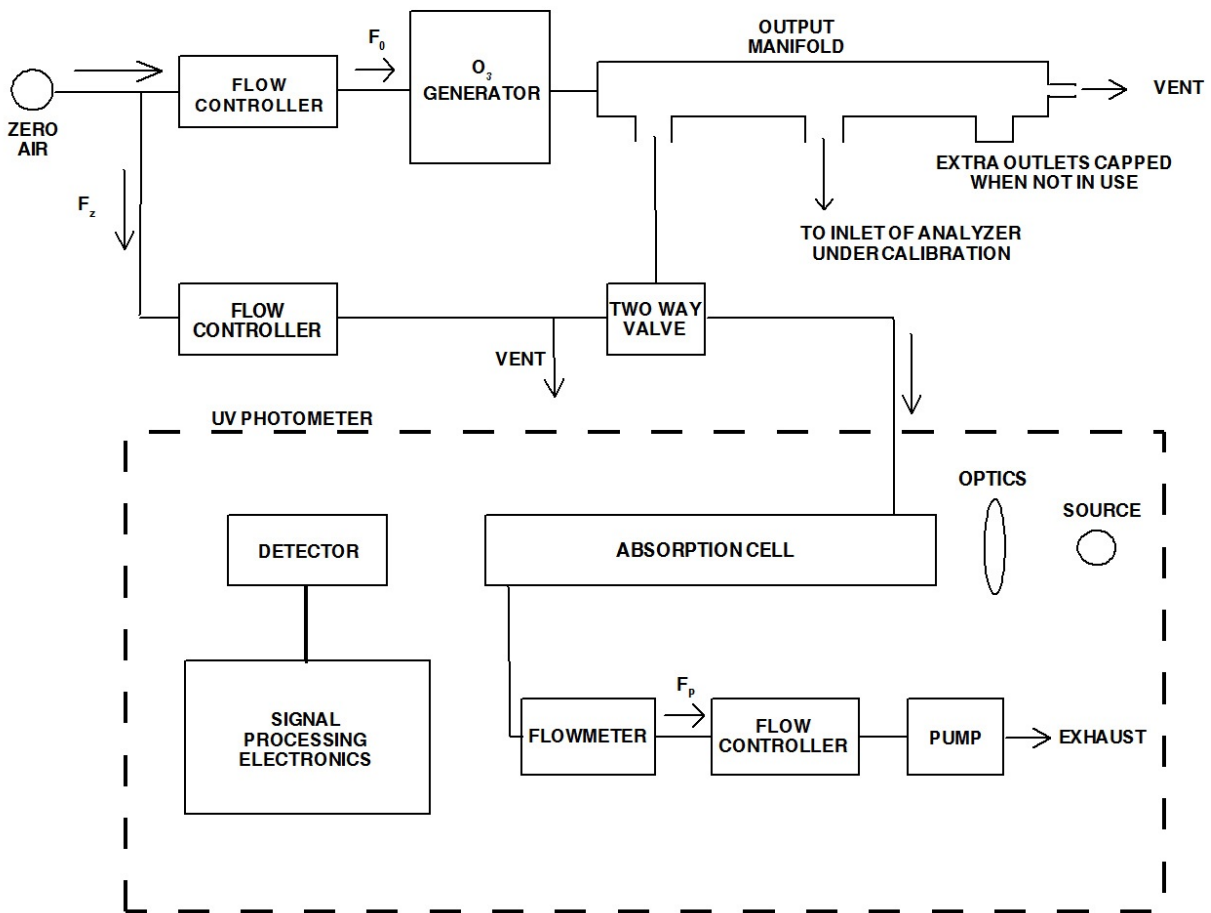 OUTPUT
MANIFOLD
F₀
O₃
GENERATOR
FLOW
CONTROLLER
VENT
ZERO
AIR
EXTRA OUTLETS CAPPED
WHEN NOT IN USE
F_z
TO INLET OF ANALYZER
UNDER CALIBRATION
FLOW
CONTROLLER
TWO WAY
VALVE
VENT
UV PHOTOMETER
OPTICS
SOURCE
DETECTOR
ABSORPTION CELL
F_p
SIGNAL
PROCESSING
ELECTRONICS
FLOWMETER
FLOW
CONTROLLER
PUMP
EXHAUST